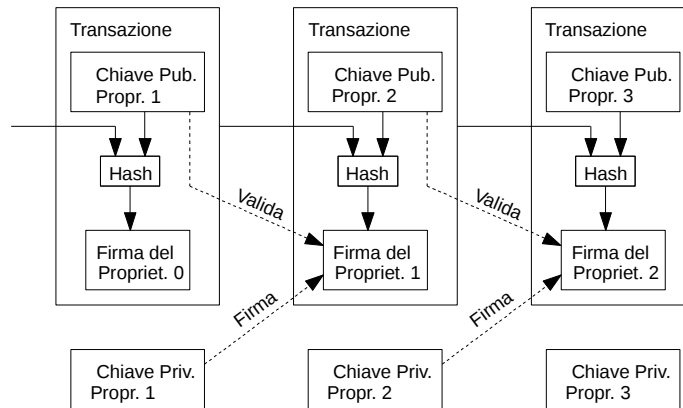 Transazione
Chiave Pub.
Propr. 1
Hash
Firma del
Propriet. 0
Transazione
Chiave Pub.
Propr. 2
Hash
Firma del
Propriet. 1
Transazione
Chiave Pub.
Propr. 3
Hash
Firma del
Propriet. 2
Valida
Valida
Firma
Firma
Chiave Priv.
Propr. 1
Chiave Priv.
Propr. 2
Chiave Priv.
Propr. 3